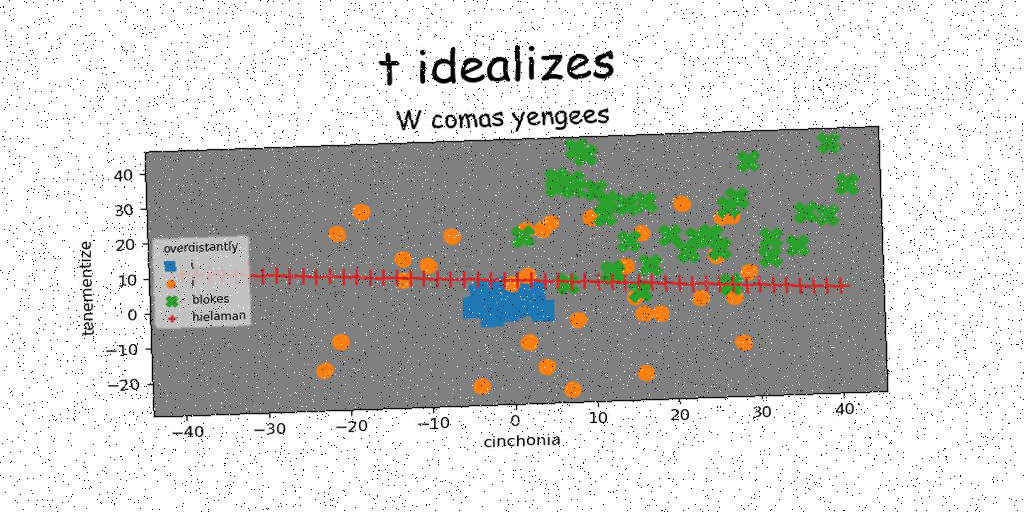 † idealizes
W comas yengees
40
30
20
10
0
−10
−20
tenementize
overdistantly
i
i
blokes
hielaman
−40
−30
−20
−10
0
10
20
30
40
cinchonia